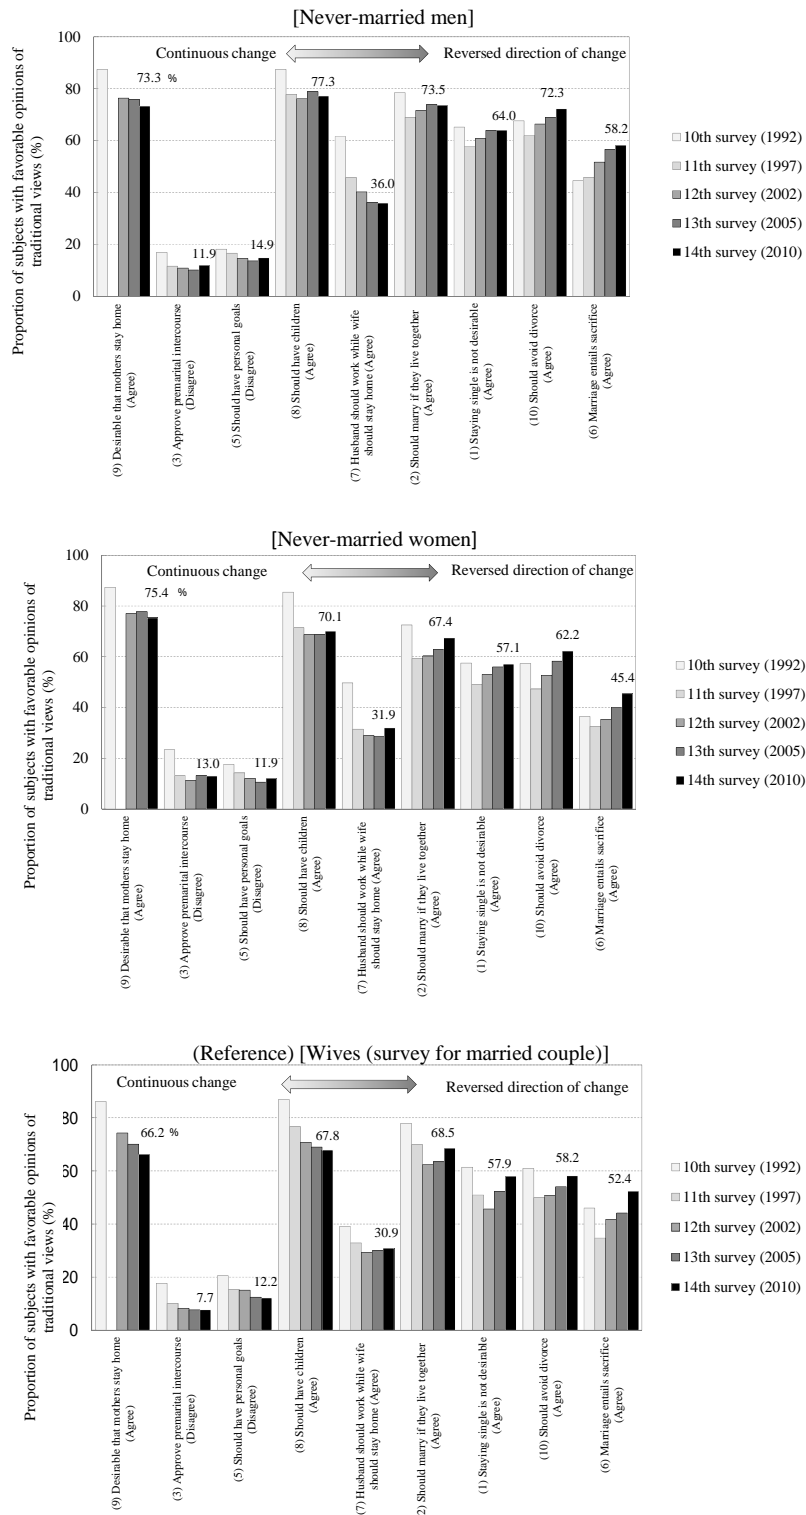 [Never-married men]
Continuous change
Reversed direction of change
Proportion of subjects with favorable opinions of
traditional views (%)
100
80
60
40
20
0
73.3 %
11.9
14.9
77.3
36.0
73.5
64.0
72.3
58.2
(9) Desirable that mothers stay home
(Agree)
(3) Approve premarital intercourse
(Disagree)
(5) Should have personal goals
(Disagree)
(8) Should have children
(Agree)
(7) Husband should work while wife
should stay home (Agree)
(2) Should marry if they live together
(Agree)
(1) Staying single is not desirable
(Agree)
(10) Should avoid divorce
(Agree)
(6) Marriage entails sacrifice
(Agree)
10th survey (1992)
11th survey (1997)
12th survey (2002)
13th survey (2005)
14th survey (2010)
[Never-married women]
Continuous change
Reversed direction of change
Proportion of subjects with favorable opinions of
traditional views (%)
100
80
60
40
20
0
75.4 %
13.0
11.9
70.1
31.9
67.4
57.1
62.2
45.4
(9) Desirable that mothers stay home
(Agree)
(3) Approve premarital intercourse
(Disagree)
(5) Should have personal goals
(Disagree)
(8) Should have children
(Agree)
(7) Husband should work while wife
should stay home (Agree)
(2) Should marry if they live together
(Agree)
(1) Staying single is not desirable
(Agree)
(10) Should avoid divorce
(Agree)
(6) Marriage entails sacrifice
(Agree)
10th survey (1992)
11th survey (1997)
12th survey (2002)
13th survey (2005)
14th survey (2010)
(Reference) [Wives (survey for married couple)]
Continuous change
Reversed direction of change
Proportion of subjects with favorable opinions of
traditional views (%)
100
80
60
40
20
0
66.2 %
7.7
12.2
67.8
30.9
68.5
57.9
58.2
52.4
(9) Desirable that mothers stay home
(Agree)
(3) Approve premarital intercourse
(Disagree)
(5) Should have personal goals
(Disagree)
(8) Should have children
(Agree)
(7) Husband should work while wife
should stay home (Agree)
2) Should marry if they live together
(Agree)
(1) Staying single is not desirable
(Agree)
(10) Should avoid divorce
(Agree)
(6) Marriage entails sacrifice
(Agree)
10th survey (1992)
11th survey (1997)
12th survey (2002)
13th survey (2005)
14th survey (2010)